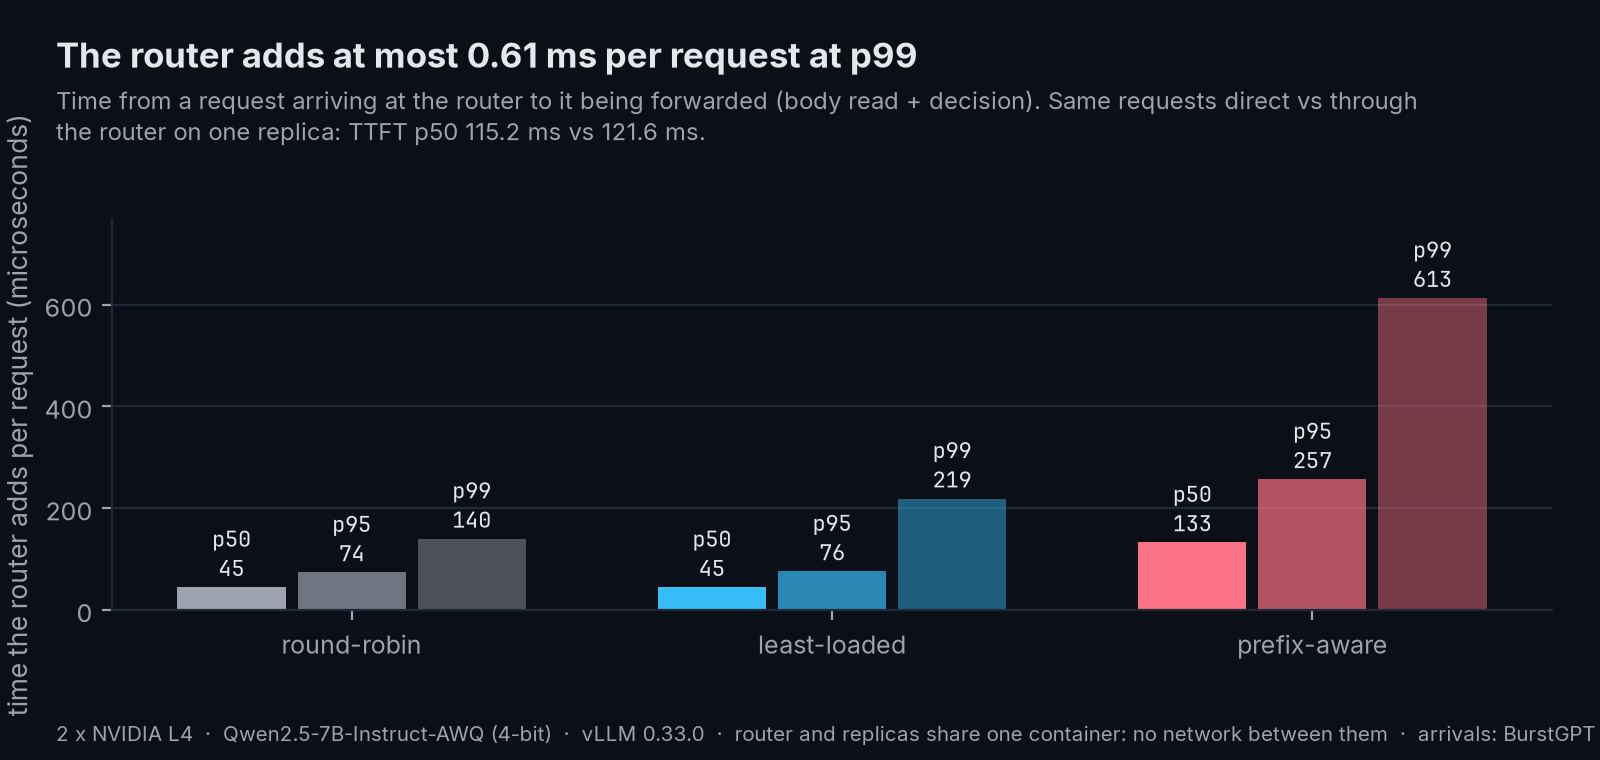 The router adds at most 0.61 ms per request at p99
Time from a request arriving at the router to it being forwarded (body read + decision). Same requests direct vs through
the router on one replica: TTFT p50 115.2 ms vs 121.6 ms.
time the router adds per request (microseconds)
600
400
200
0
p50
45
p95
74
p99
140
round-robin
p50
45
p95
76
p99
219
least-loaded
p50
133
p95
257
p99
613
prefix-aware
2 x NVIDIA L4 · Qwen2.5-7B-Instruct-AWQ (4-bit) · vLLM 0.33.0 · router and replicas share one container: no network between them · arrivals: BurstGPT